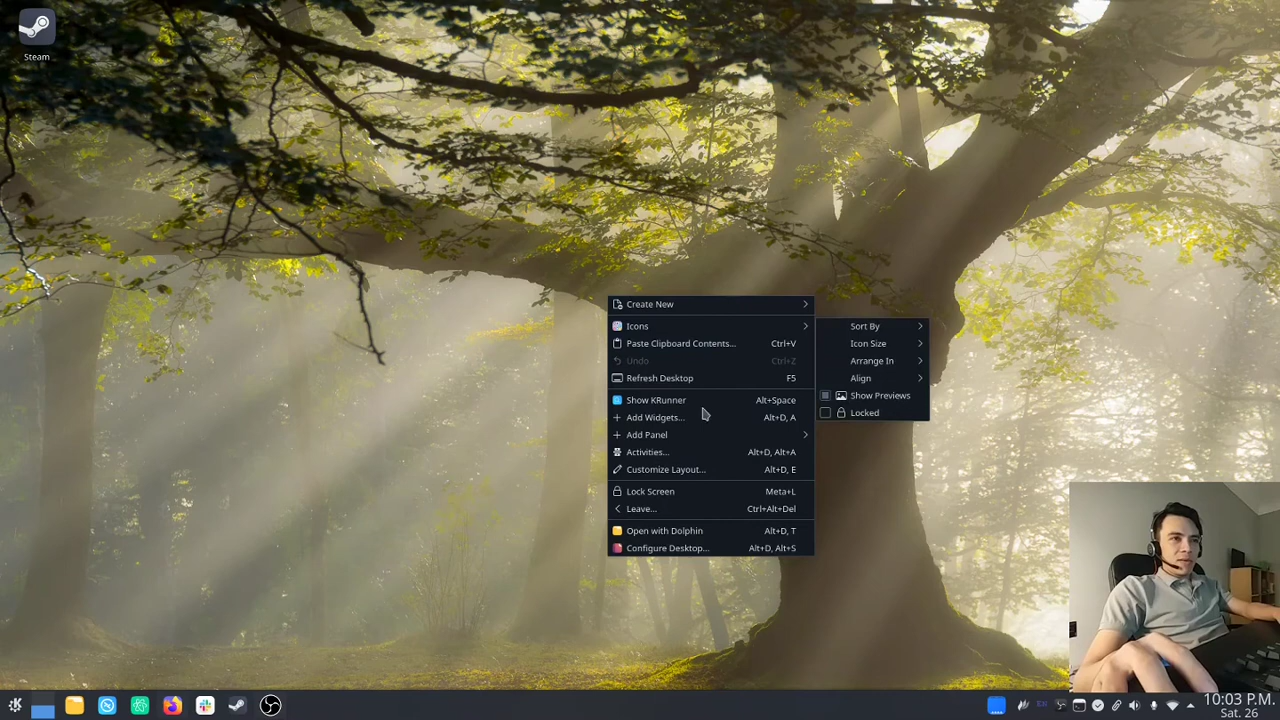 Steam
Create New
Icons
Paste Clipboard Contents... Ctrl+V
Undo Ctrl+Z
Refresh Desktop F5
Show KRunner Alt+Space
Add Widgets... Alt+D, A
Add Panel
Activities... Alt+D, Alt+A
Customize Layout... Alt+D, E
Lock Screen Meta+L
Leave... Ctrl+Alt+Del
Open with Dolphin Alt+D, T
Configure Desktop... Alt+D, Alt+S
Sort By
Icon Size
Arrange In
Align
Show Previews
Locked
EN
10:03 P.M.
Sat. 26